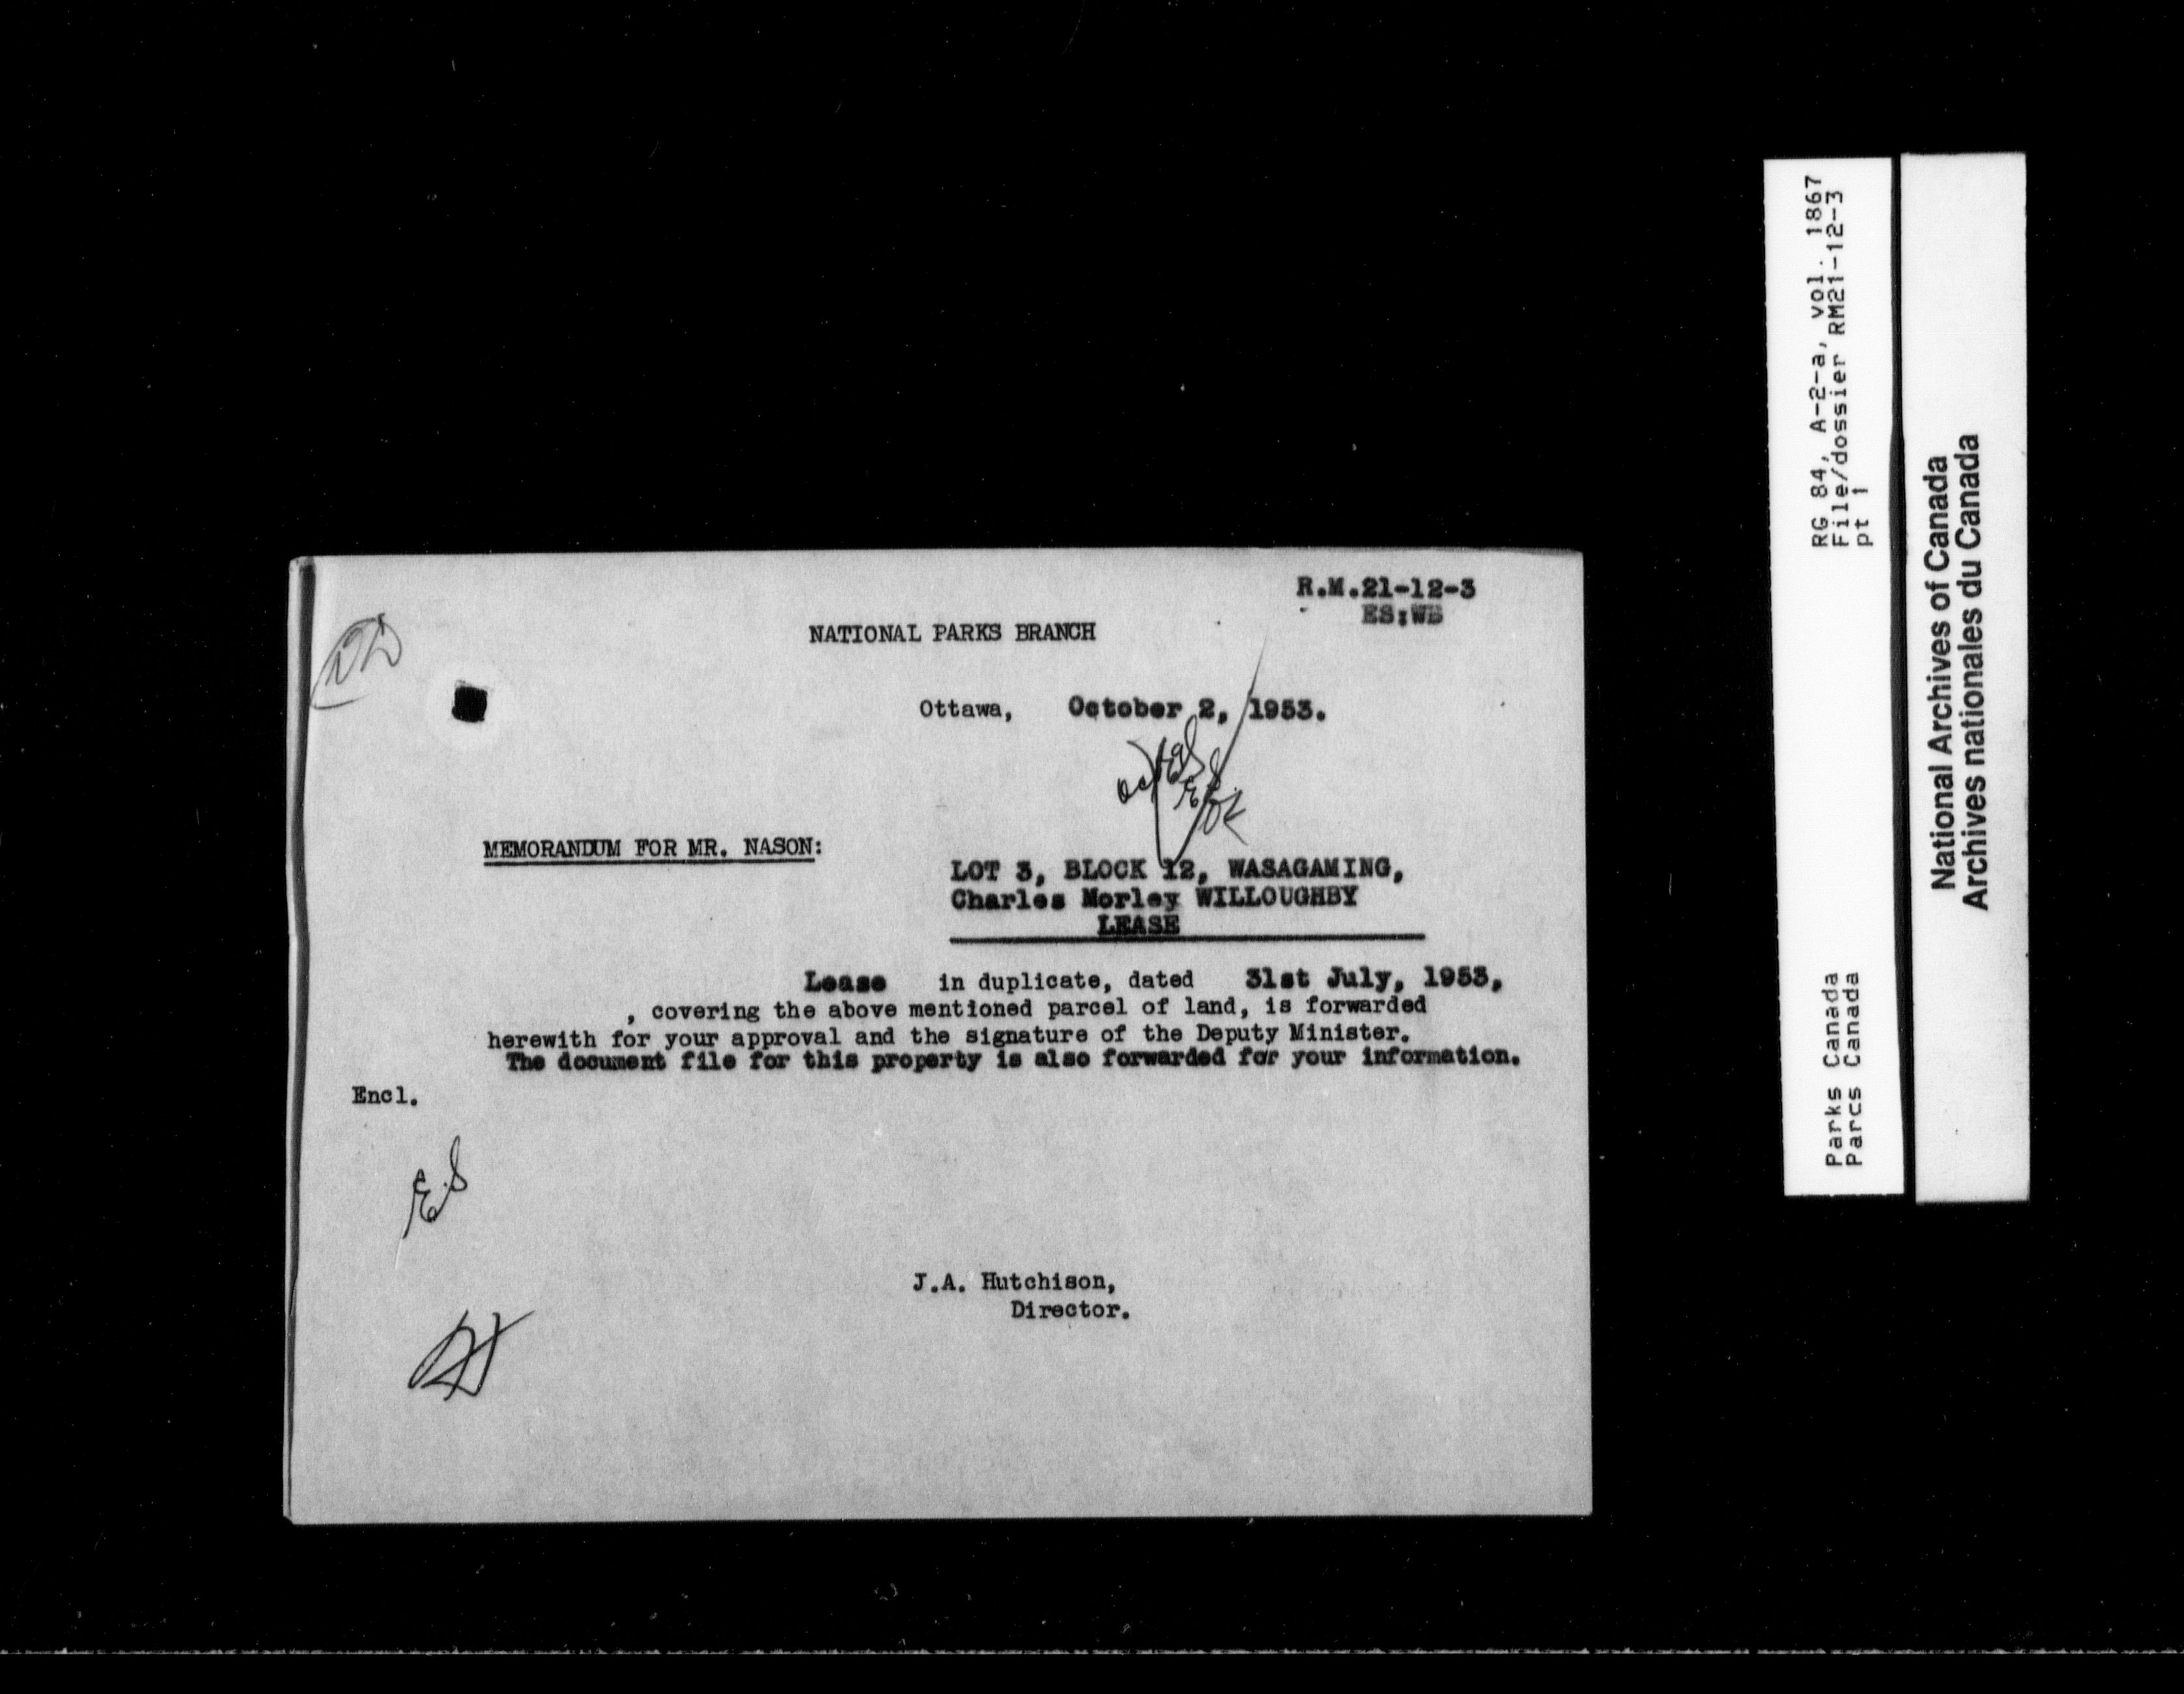 R.M.21-12-3
ES:WB
NATIONAL PARKS BRANCH
Ottawa, October 2, 1953.
MEMORANDUM FOR MR. NASON:
LOT 3, BLOCK 12, WASAGAMING,
Charles Morley WILLOUGHBY
LEASE
Lease in duplicate, dated 31st July, 1953,
, covering the above mentioned parcel of land, is forwarded
herewith for your approval and the signature of the Deputy Minister.
The document file for this property is also forwarded for your information.
Encl.
E.S
J.A. Hutchison,
Director.
RG 84, A-2-a, vol. 1867
File/dossier RM21-12-3
pt 1
Parks Canada
Parcs Canada
National Archives of Canada
Archives nationales du Canada